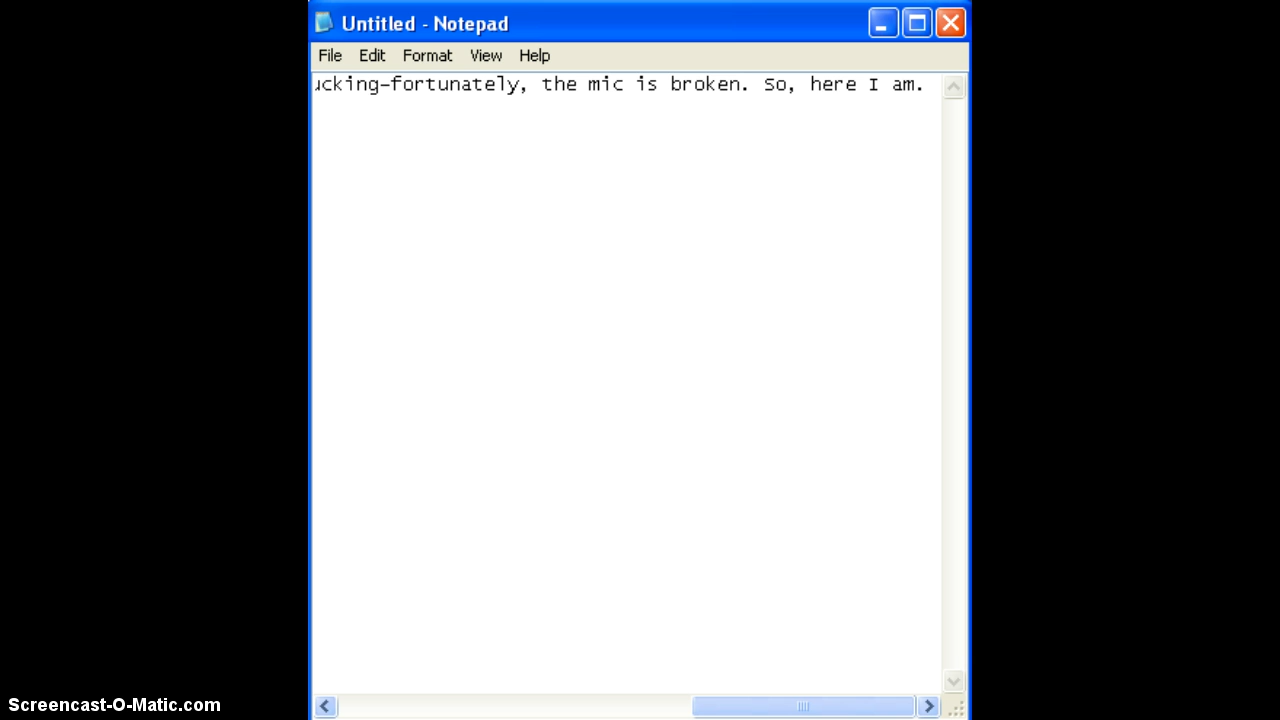 Untitled - Notepad
File Edit Format View Help
ucking-fortunately, the mic is broken. So, here I am.
Screencast-O-Matic.com